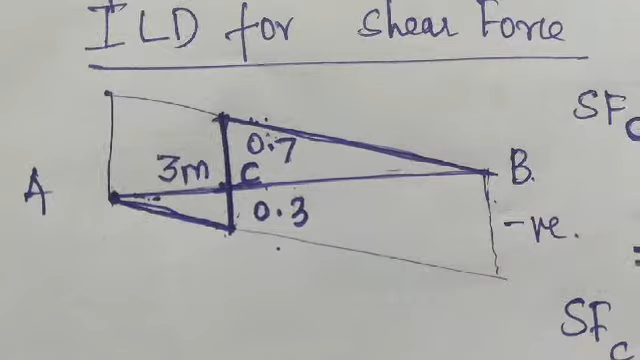 ILD for Shear Force
SFc
0.7
3m C
A
B.
0.3
-ve.
SFc